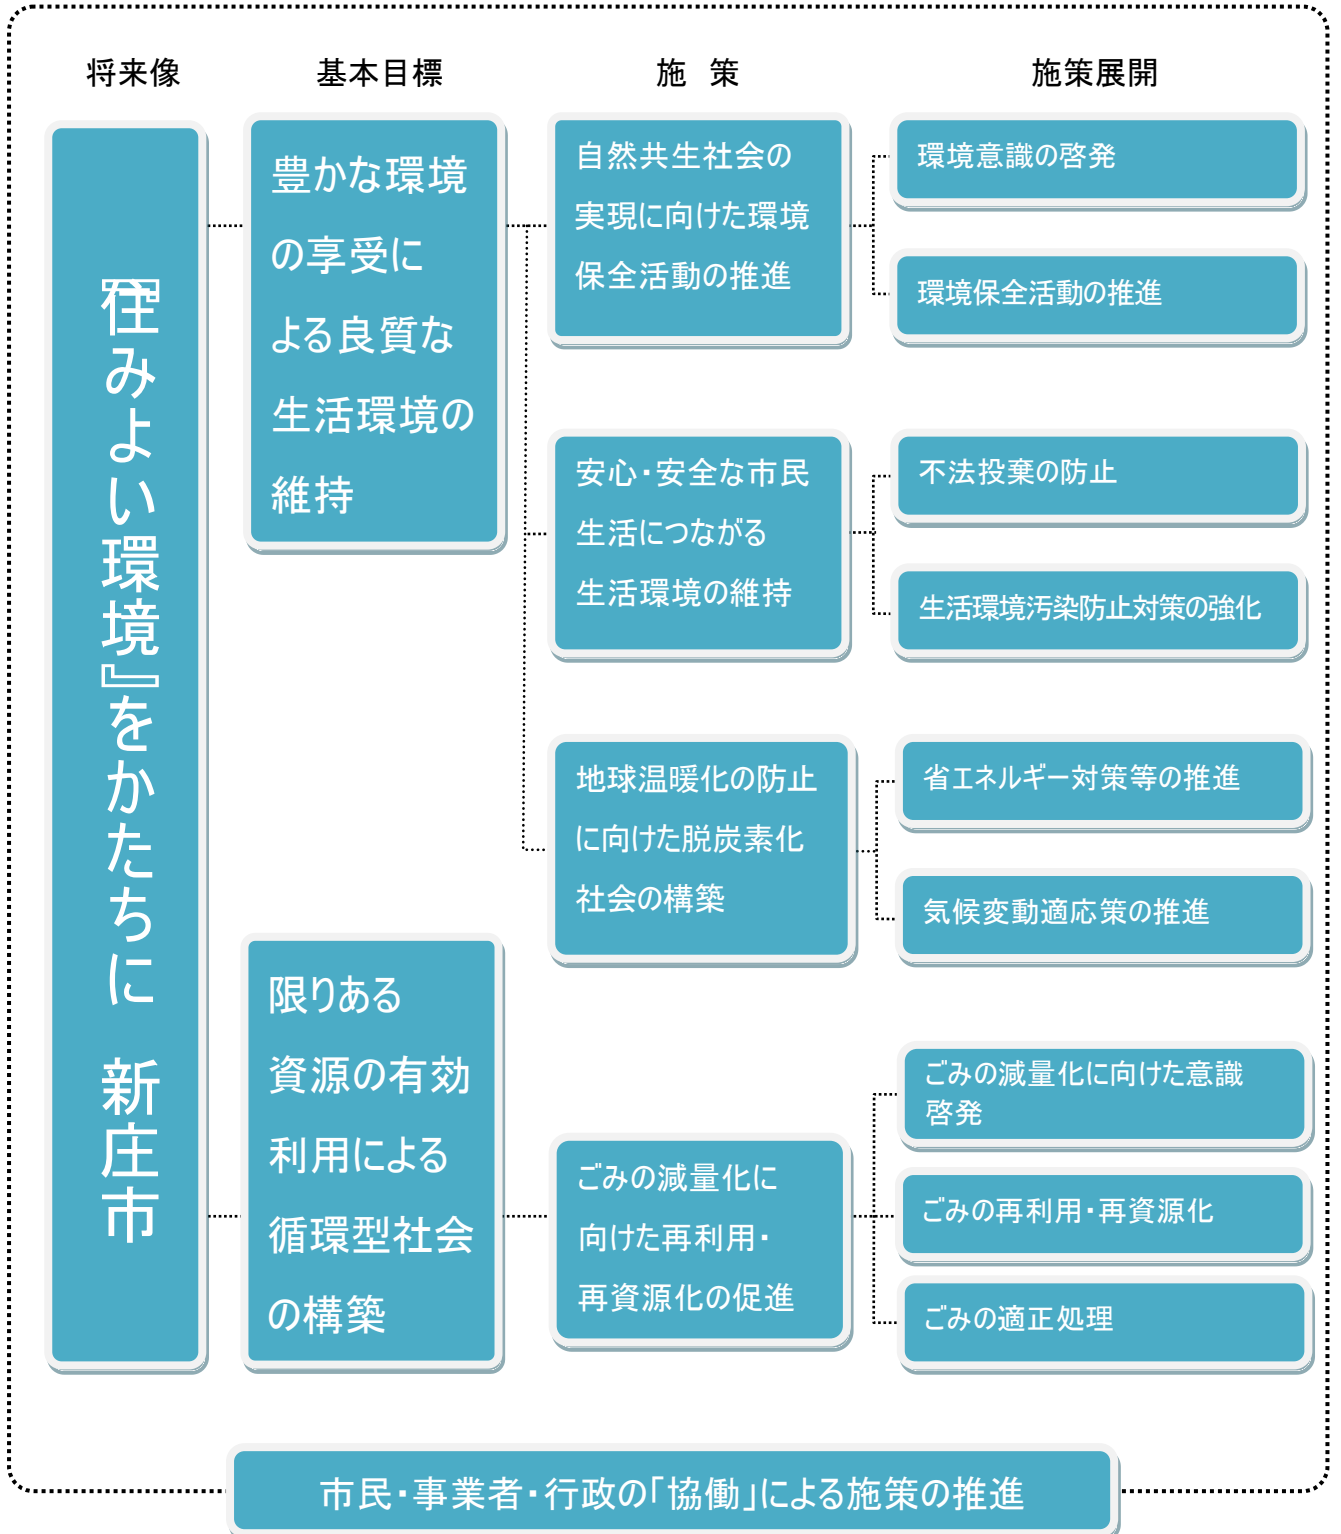 将来像
基本目標
施 策
施策展開
『住みよい環境』をかたちに 新庄市
豊かな環境
の享受に
よる良質な
生活環境の
維持
自然共生社会の
実現に向けた環境
保全活動の推進
環境意識の啓発
環境保全活動の推進
安心・安全な市民
生活につながる
生活環境の維持
不法投棄の防止
生活環境汚染防止対策の強化
地球温暖化の防止
に向けた脱炭素化
社会の構築
省エネルギー対策等の推進
気候変動適応策の推進
限りある
資源の有効
利用による
循環型社会
の構築
ごみの減量化に
向けた再利用・
再資源化の促進
ごみの減量化に向けた意識
啓発
ごみの再利用・再資源化
ごみの適正処理
市民・事業者・行政の「協働」による施策の推進